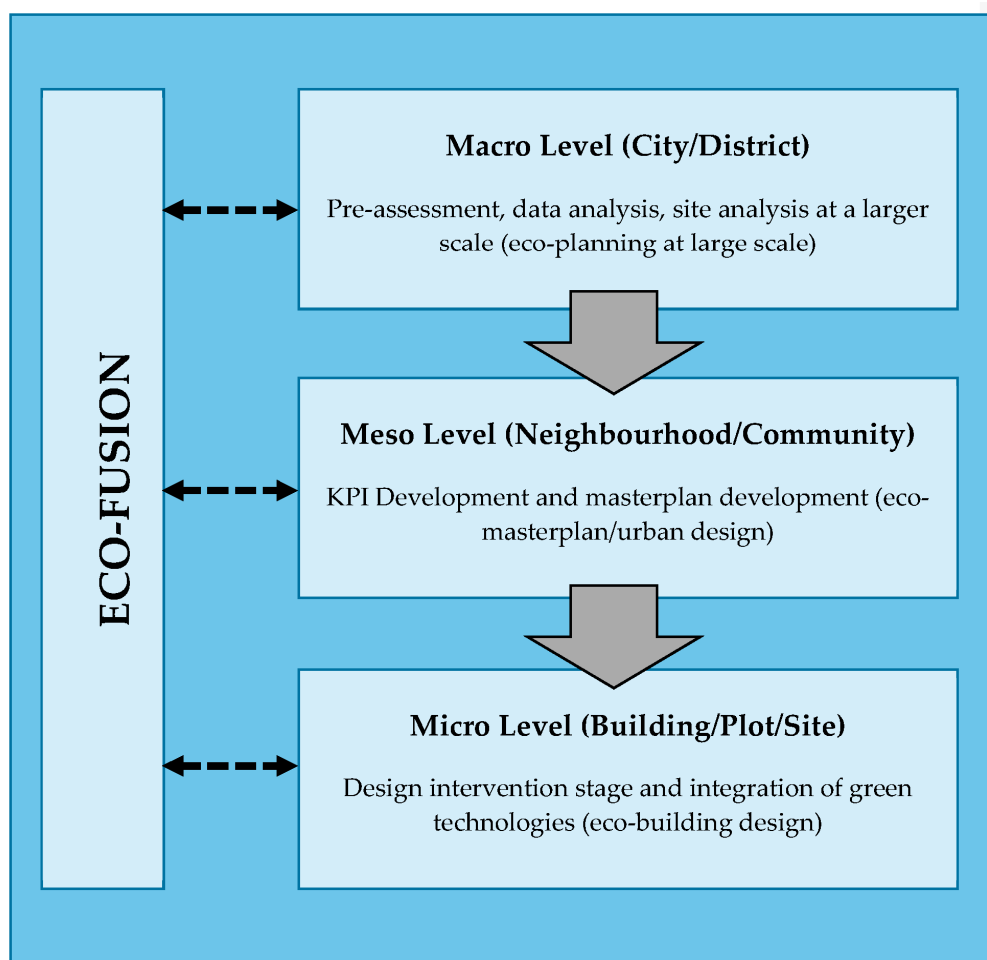 ECO-FUSION
Macro Level (City/District)
Pre-assessment, data analysis, site analysis at a larger
scale (eco-planning at large scale)
Meso Level (Neighbourhood/Community)
KPI Development and masterplan development (eco-
masterplan/urban design)
Micro Level (Building/Plot/Site)
Design intervention stage and integration of green
technologies (eco-building design)